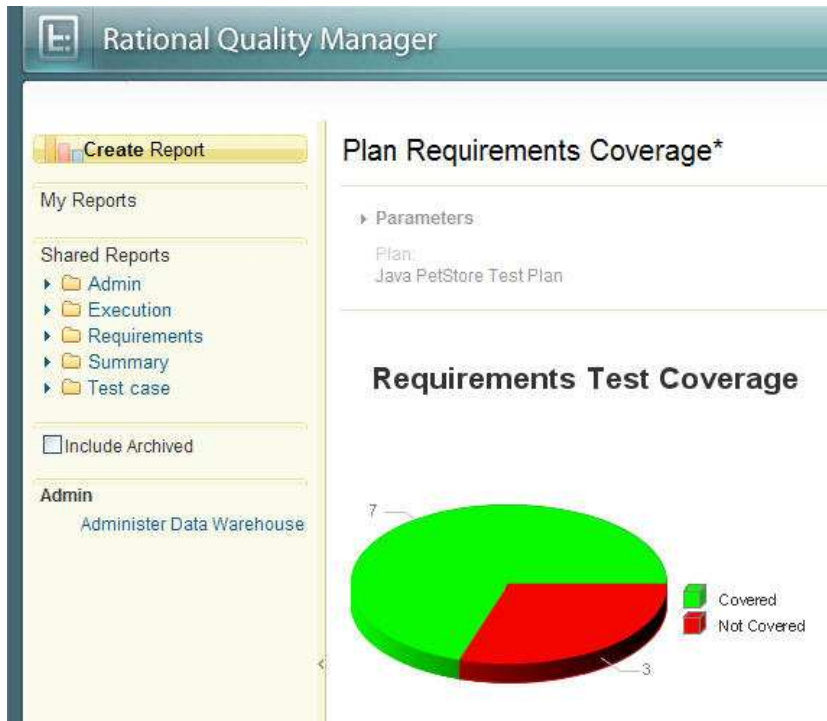 Rational Quality Manager
Create Report
My Reports
Shared Reports
Admin
Execution
Requirements
Summary
Test case
Include Archived
Admin
Administer Data Warehouse
Plan Requirements Coverage*
Parameters
Plan:
Java PetStore Test Plan
Requirements Test Coverage
7
3
Covered
Not Covered